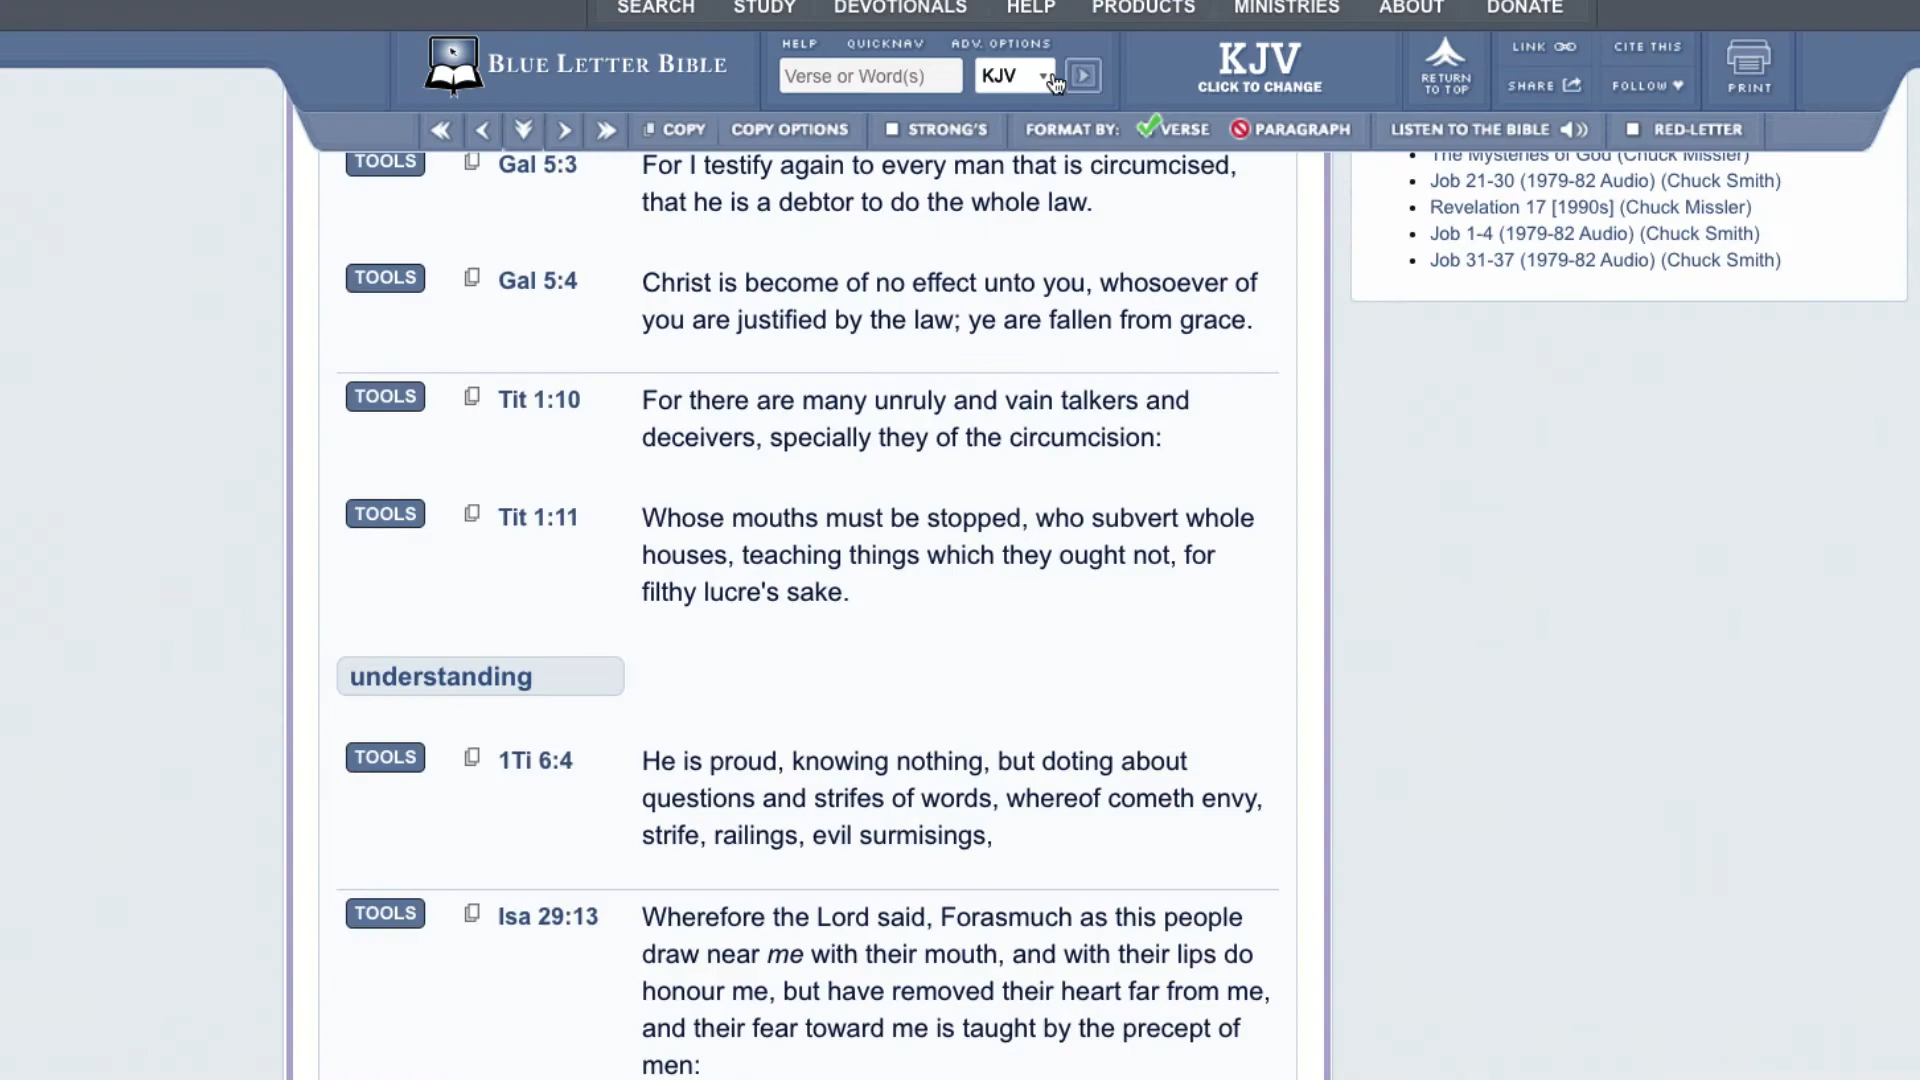 SEARCH STUDY DEVOTIONALS HELP PRODUCTS MINISTRIES ABOUT DONATE
BLUE LETTER BIBLE
HELP QUICKNAV ADV. OPTIONS
Verse or Word(s) KJV
KJV
CLICK TO CHANGE
RETURN
TO TOP
LINK CITE THIS
SHARE FOLLOW
PRINT
COPY COPY OPTIONS STRONG'S FORMAT BY: VERSE PARAGRAPH LISTEN TO THE BIBLE RED-LETTER
TOOLS Gal 5:3 For I testify again to every man that is circumcised,
that he is a debtor to do the whole law.
TOOLS Gal 5:4 Christ is become of no effect unto you, whosoever of
you are justified by the law; ye are fallen from grace.
TOOLS Tit 1:10 For there are many unruly and vain talkers and
deceivers, specially they of the circumcision:
TOOLS Tit 1:11 Whose mouths must be stopped, who subvert whole
houses, teaching things which they ought not, for
filthy lucre's sake.
understanding
TOOLS 1Ti 6:4 He is proud, knowing nothing, but doting about
questions and strifes of words, whereof cometh envy,
strife, railings, evil surmisings,
TOOLS Isa 29:13 Wherefore the Lord said, Forasmuch as this people
draw near me with their mouth, and with their lips do
honour me, but have removed their heart far from me,
and their fear toward me is taught by the precept of
men:
The Mysteries of God (Chuck Missler)
Job 21-30 (1979-82 Audio) (Chuck Smith)
Revelation 17 [1990s] (Chuck Missler)
Job 1-4 (1979-82 Audio) (Chuck Smith)
Job 31-37 (1979-82 Audio) (Chuck Smith)